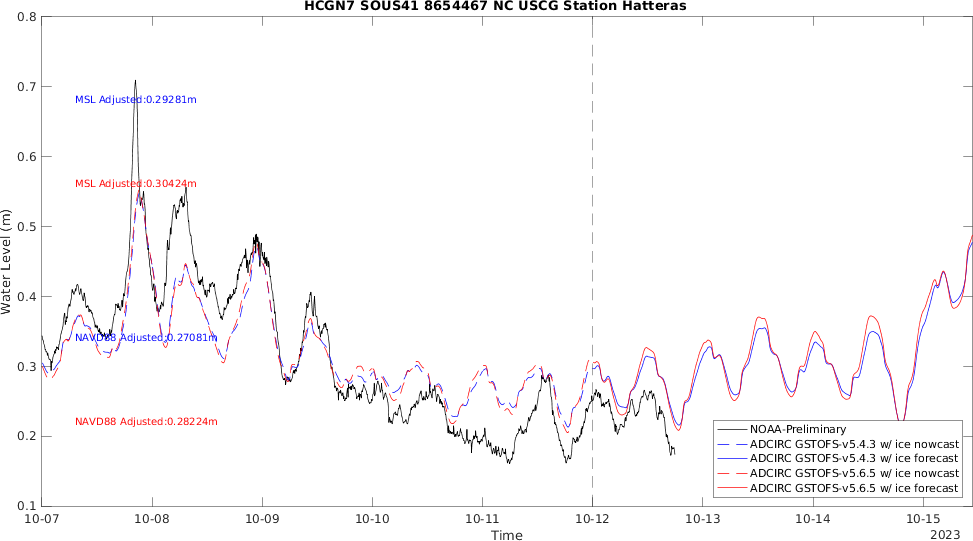 HCGN7 SOUS41 8654467 NC USCG Station Hatteras
0.8
0.7
0.6
0.5
0.4
0.3
0.2
0.1
Water Level (m)
MSL Adjusted:0.29281m
MSL Adjusted:0.30424m
NAVD88 Adjusted:0.27081m
NAVD88 Adjusted:0.28224m
NOAA-Preliminary
ADCIRC GSTOFS-v5.4.3 w/ ice nowcast
ADCIRC GSTOFS-v5.4.3 w/ ice forecast
ADCIRC GSTOFS-v5.6.5 w/ ice nowcast
ADCIRC GSTOFS-v5.6.5 w/ ice forecast
10-07 10-08 10-09 10-10 10-11 10-12 10-13 10-14 10-15
Time
2023